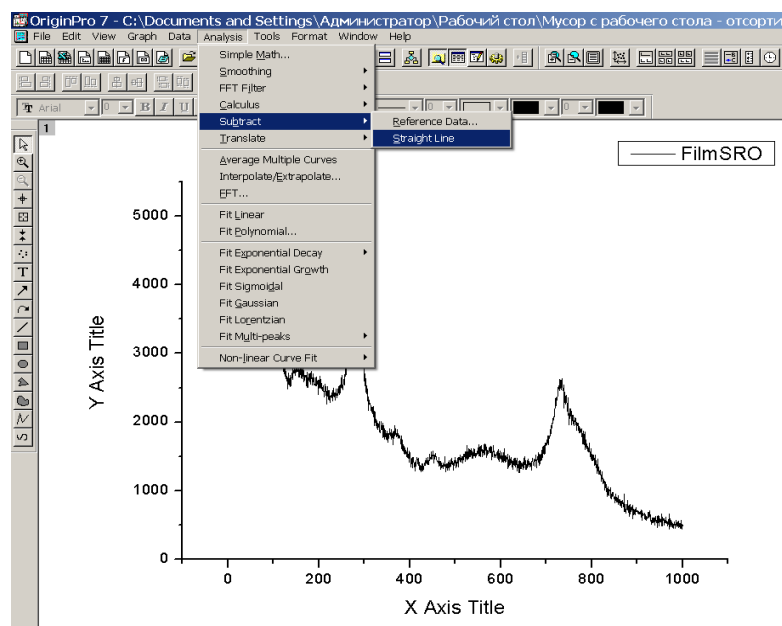 OriginPro 7 - C:\Documents and Settings\Администратор\Рабочий стол\Мусор с рабочего стола - отсорти
File Edit View Graph Data Analysis Tools Format Window Help
Simple Math...
Smoothing
FFT Filter
Calculus
Subtract
Translate
Average Multiple Curves
Interpolate/Extrapolate...
FFT...
Fit Linear
Fit Polynomial...
Fit Exponential Decay
Fit Exponential Growth
Fit Sigmoidal
Fit Gaussian
Fit Lorentzian
Fit Multi-peaks
Non-linear Curve Fit
Reference Data...
Straight Line
Arial 0 B I U 0 0
1
FilmSRO
5000
4000
3000
2000
1000
0
Y Axis Title
0 200 400 600 800 1000
X Axis Title